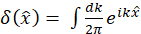 δ(x̂) = ∫ dk/2π e^{ikx̂}